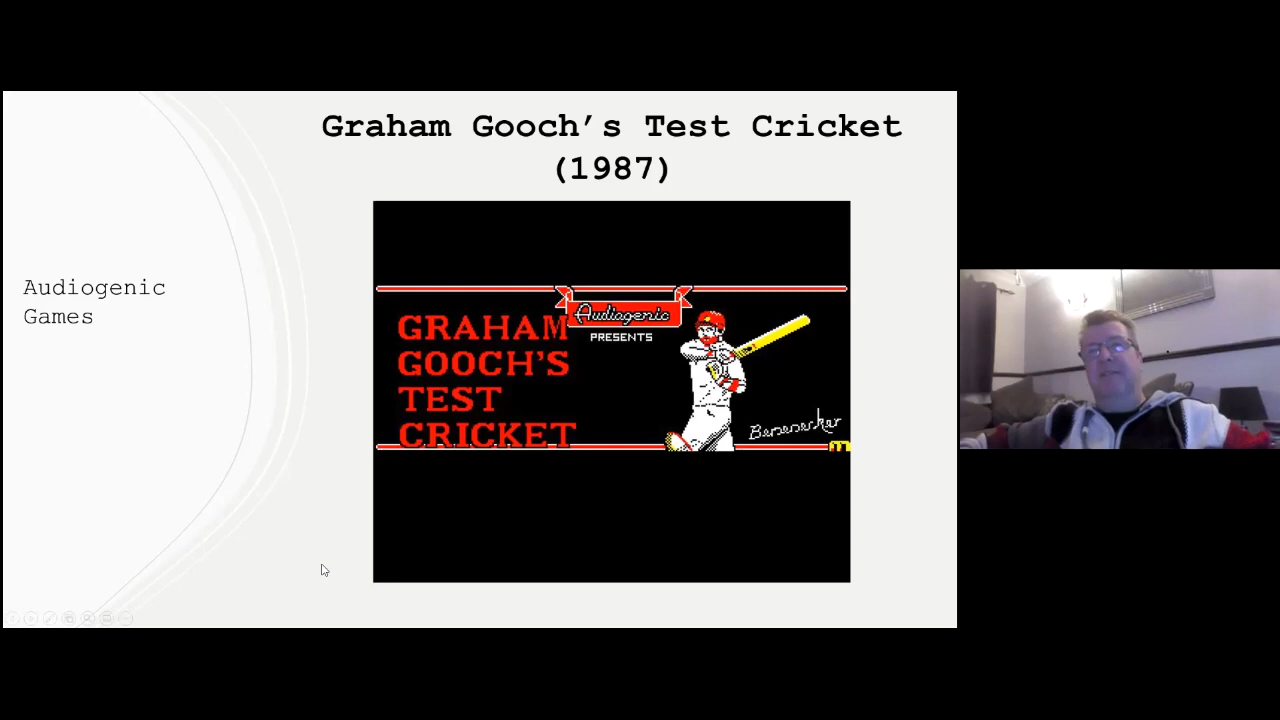 Graham Gooch’s Test Cricket
(1987)
Audiogenic
Games
Audiogenic
PRESENTS
GRAHAM
GOOCH'S
TEST
CRICKET